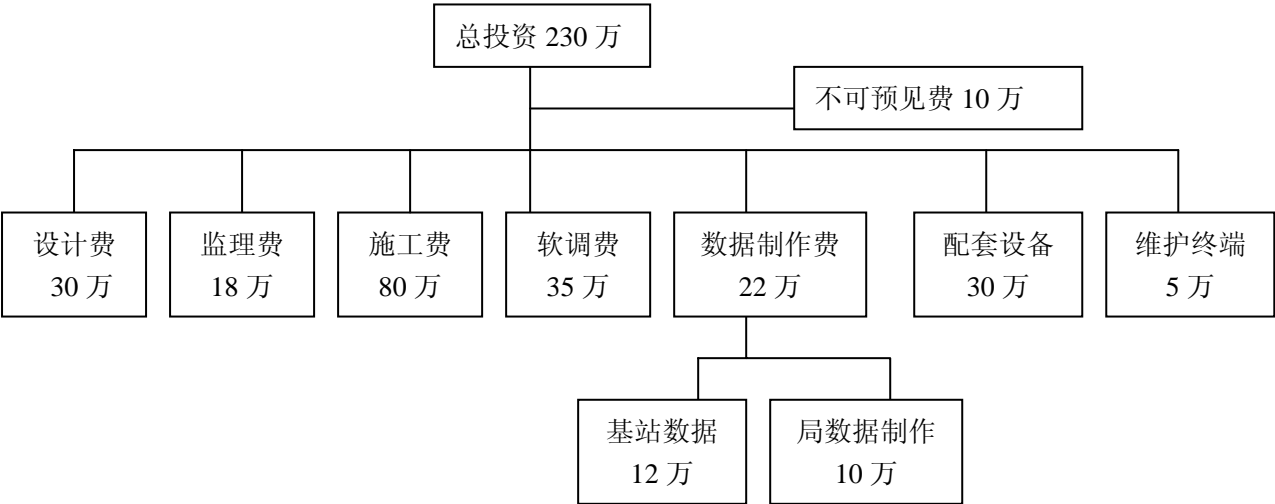 总投资 230 万
不可预见费 10 万
设计费
30 万
监理费
18 万
施工费
80 万
软调费
35 万
数据制作费
22 万
配套设备
30 万
维护终端
5 万
基站数据
12 万
局数据制作
10 万